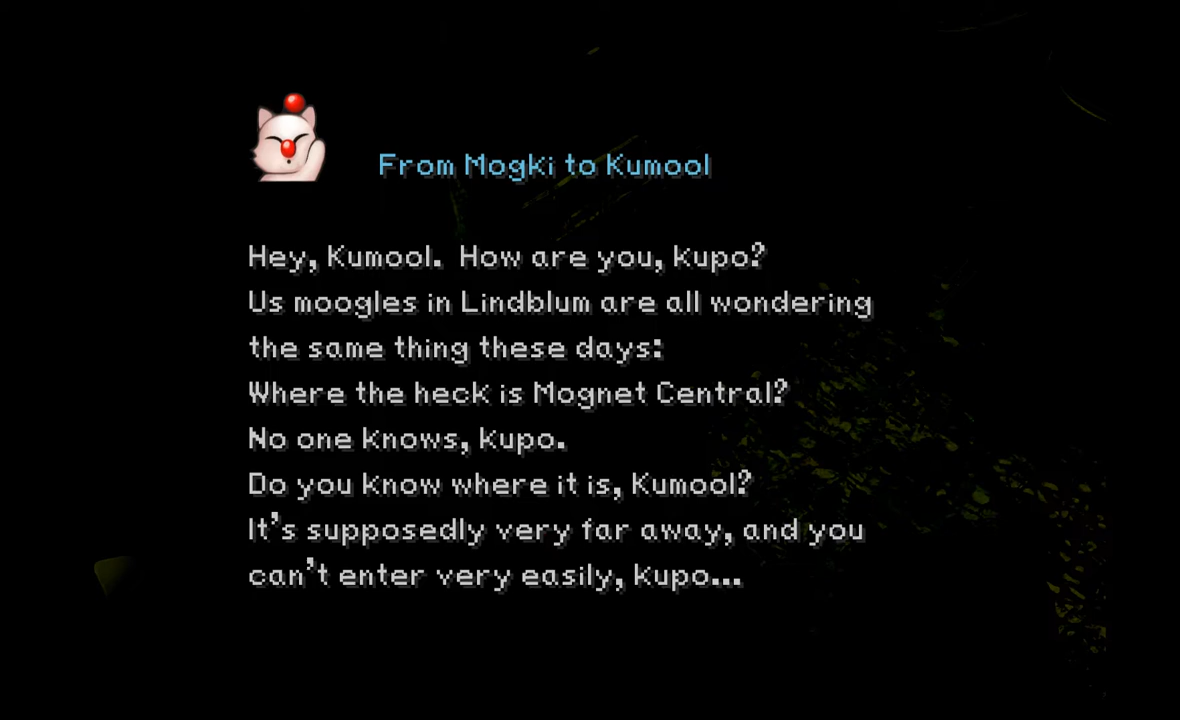 From Mogki to Kumool
Hey, Kumool.  How are you, kupo?
Us moogles in Lindblum are all wondering
the same thing these days:
Where the heck is Mognet Central?
No one knows, kupo.
Do you know where it is, Kumool?
It's supposedly very far away, and you
can't enter very easily, kupo...